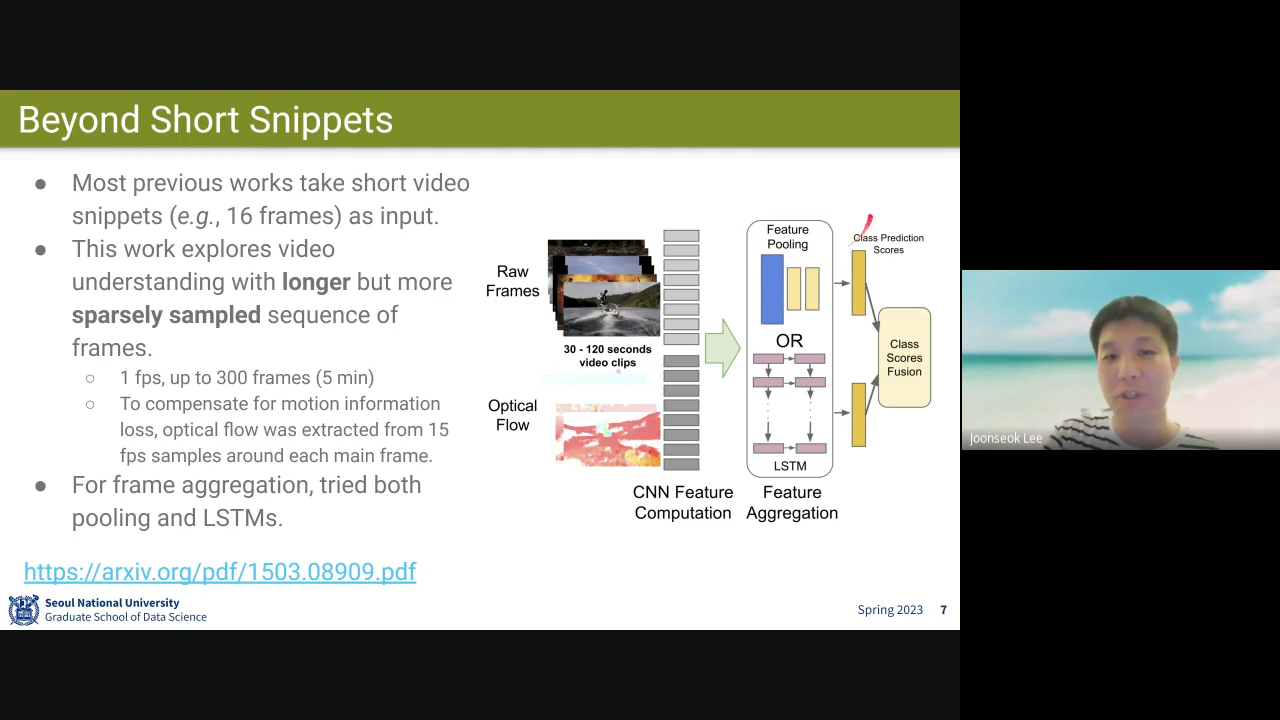 Beyond Short Snippets
● Most previous works take short video
snippets (e.g., 16 frames) as input.
● This work explores video
understanding with longer but more
sparsely sampled sequence of
frames.
○ 1 fps, up to 300 frames (5 min)
○ To compensate for motion information
loss, optical flow was extracted from 15
fps samples around each main frame.
● For frame aggregation, tried both
pooling and LSTMs.
https://arxiv.org/pdf/1503.08909.pdf
Raw
Frames
30 - 120 seconds
video clips
Optical
Flow
CNN Feature
Computation
Feature
Pooling
OR
LSTM
Feature
Aggregation
Class Prediction
Scores
Class
Scores
Fusion
Seoul National University
Graduate School of Data Science
Spring 2023 7
Joonseok Lee